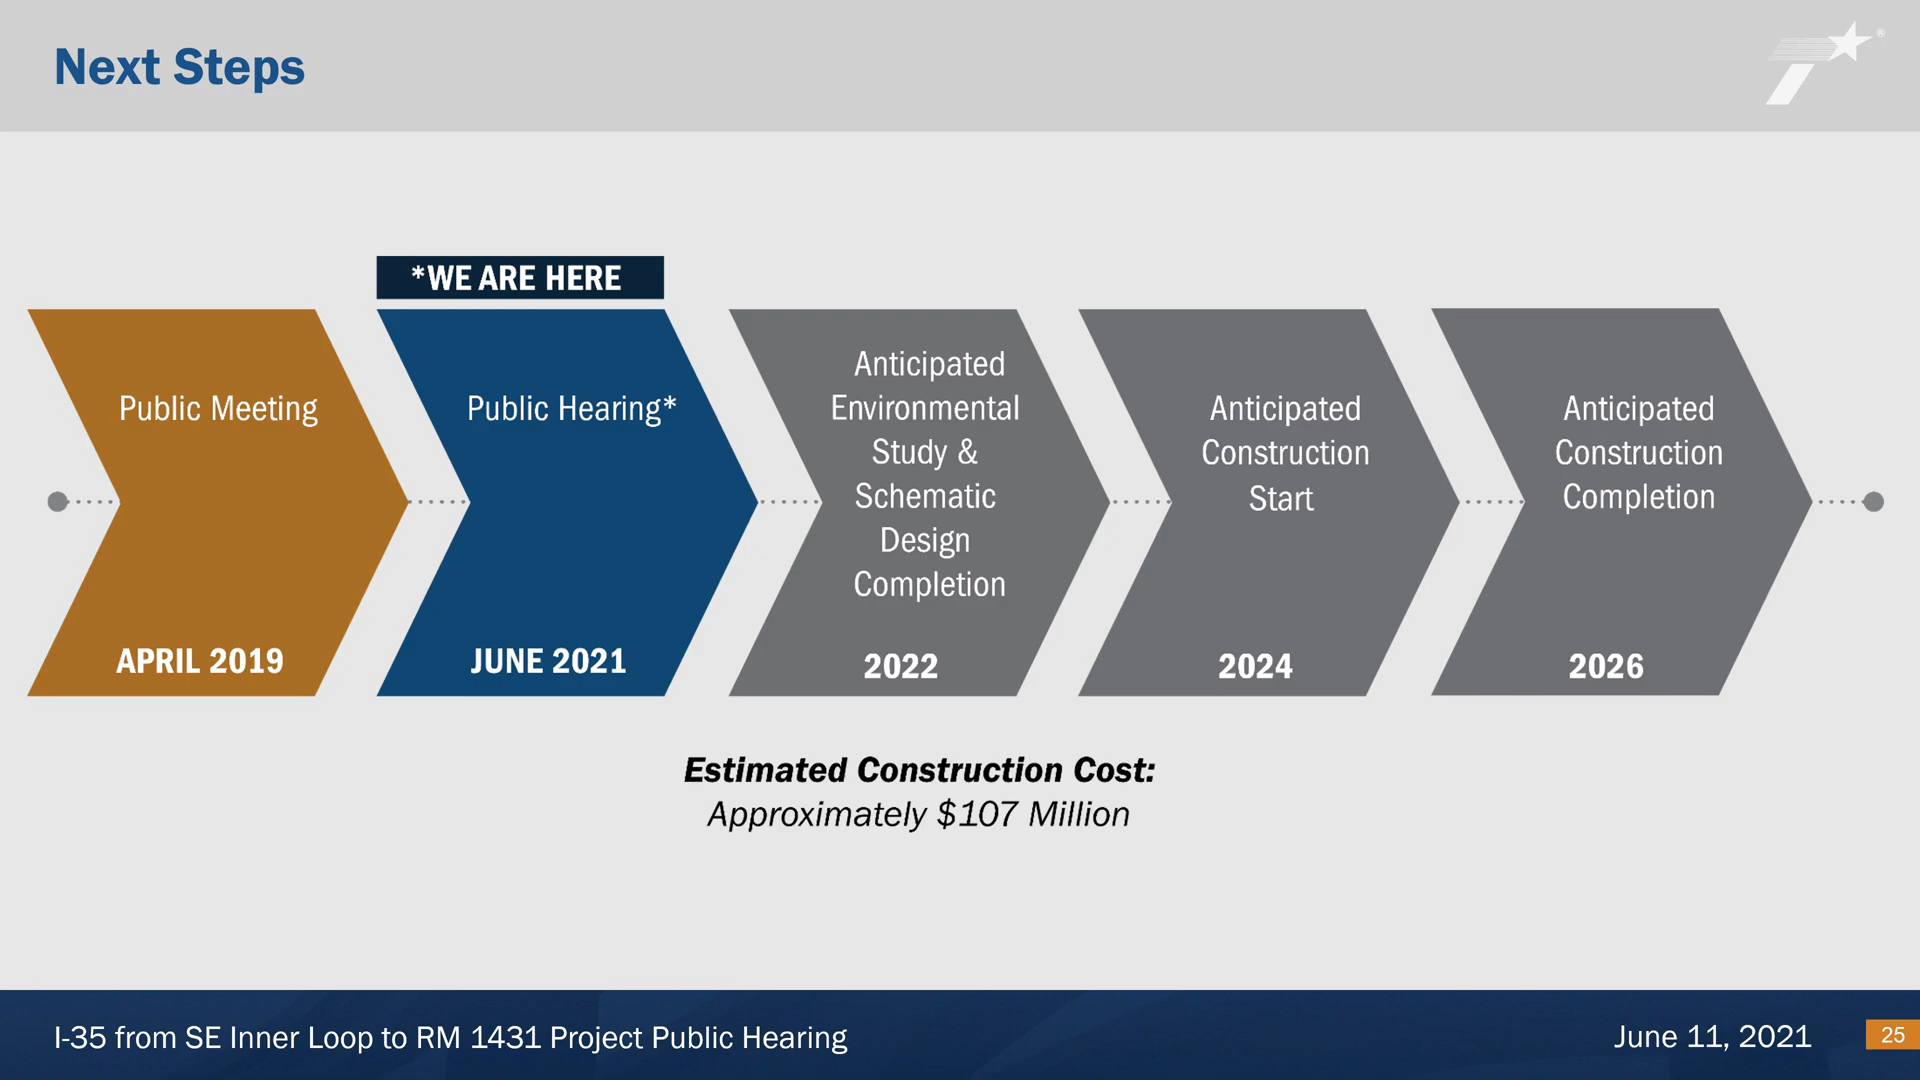 Next Steps
®
*WE ARE HERE
Public Meeting
APRIL 2019
Public Hearing*
JUNE 2021
Anticipated
Environmental
Study &
Schematic
Design
Completion
2022
Anticipated
Construction
Start
2024
Anticipated
Construction
Completion
2026
Estimated Construction Cost:
Approximately $107 Million
I-35 from SE Inner Loop to RM 1431 Project Public Hearing
June 11, 2021
25